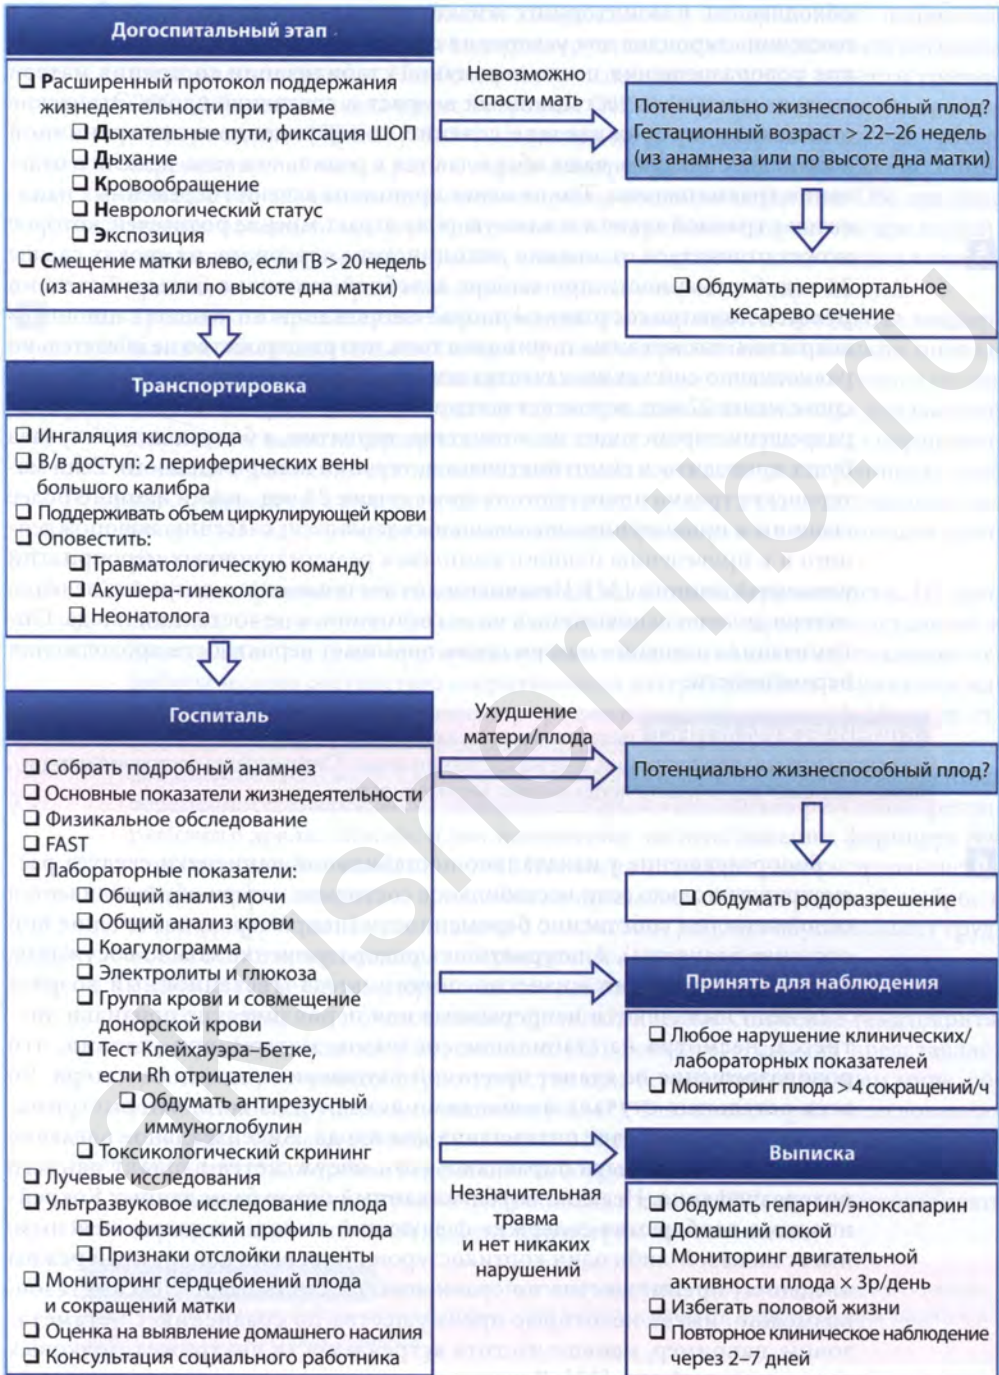 Догоспитальный этап
❑ Расширенный протокол поддержания
жизнедеятельности при травме
❑ Дыхательные пути, фиксация ШОП
❑ Дыхание
❑ Кровообращение
❑ Неврологический статус
❑ Экспозиция
❑ Смещение матки влево, если ГВ > 20 недель
(из анамнеза или по высоте дна матки)
Невозможно
спасти мать
Потенциально жизнеспособный плод?
Гестационный возраст > 22–26 недель
(из анамнеза или по высоте дна матки)
❑ Обдумать перимортальное
кесарево сечение
Транспортировка
❑ Ингаляция кислорода
❑ В/в доступ: 2 периферических вены
большого калибра
❑ Поддерживать объем циркулирующей крови
❑ Оповестить:
❑ Травматологическую команду
❑ Акушера-гинеколога
❑ Неонатолога
Госпиталь
❑ Собрать подробный анамнез
❑ Основные показатели жизнедеятельности
❑ Физикальное обследование
❑ FAST
❑ Лабораторные показатели:
❑ Общий анализ мочи
❑ Общий анализ крови
❑ Коагулограмма
❑ Электролиты и глюкоза
❑ Группа крови и совмещение
донорской крови
❑ Тест Клейхауэра–Бетке,
если Rh отрицателен
❑ Обдумать антирезусный
иммуноглобулин
❑ Токсикологический скрининг
❑ Лучевые исследования
❑ Ультразвуковое исследование плода
❑ Биофизический профиль плода
❑ Признаки отслойки плаценты
❑ Мониторинг сердцебиений плода
и сокращений матки
❑ Оценка на выявление домашнего насилия
❑ Консультация социального работника
Ухудшение
матери/плода
Потенциально жизнеспособный плод?
❑ Обдумать родоразрешение
Принять для наблюдения
❑ Любое нарушение клинических/
лабораторных показателей
❑ Мониторинг: > 4 сокращений/ч
Незначительная
травма
и нет никаких
нарушений
Выписка
❑ Обдумать гепарин/эноксапарин
❑ Домашний покой
❑ Мониторинг двигательной
активности плода × 3р/день
❑ Избегать половой жизни
❑ Повторное клиническое наблюдение
через 2–7 дней
akusher-lib.ru